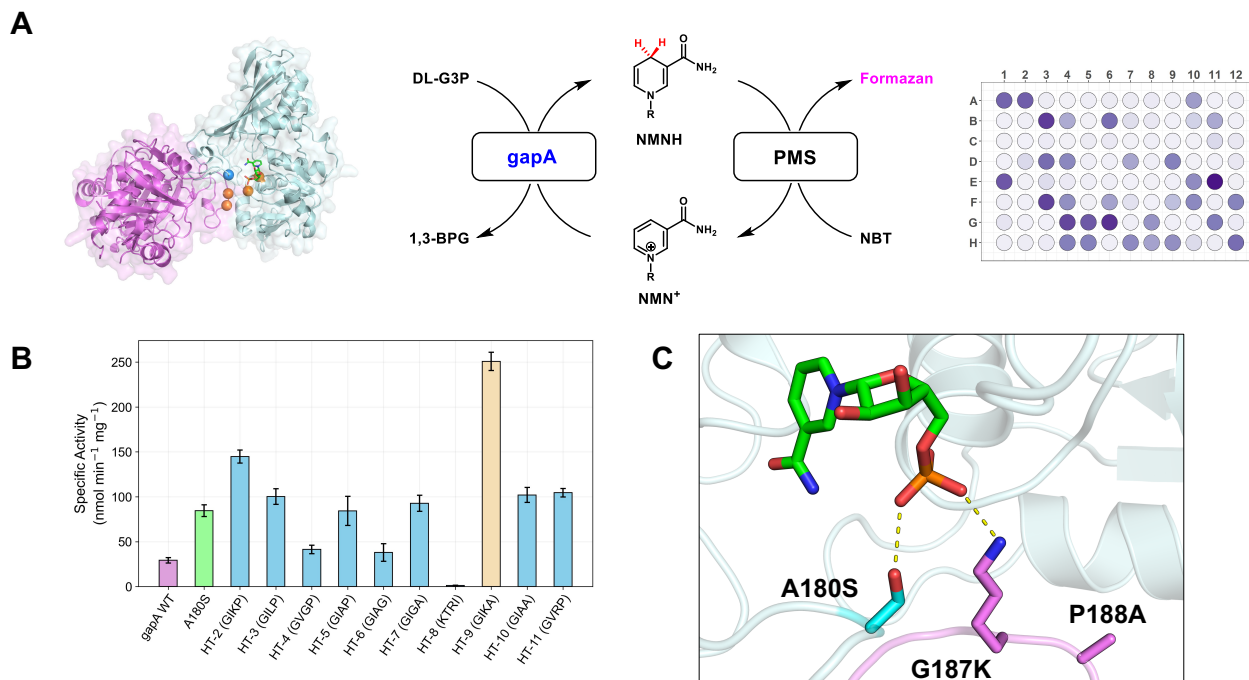 A
DL-G3P
1,3-BPG
gapA
H H
O
NH2
N
R
NMNH
O
NH2
N
+
R
NMN+
PMS
Formazan
NBT
1 2 3 4 5 6 7 8 9 10 11 12
A
B
C
D
E
F
G
H
B
Specific Activity
(nmol min−1 mg−1)
250
200
150
100
50
0
gapA WT
A180S
HT-2 (GIKP)
HT-3 (GILP)
HT-4 (GVGP)
HT-5 (GIAP)
HT-6 (GIAG)
HT-7 (GIGA)
HT-8 (KTRI)
HT-9 (GIKA)
HT-10 (GIAA)
HT-11 (GVRP)
C
A180S
P188A
G187K